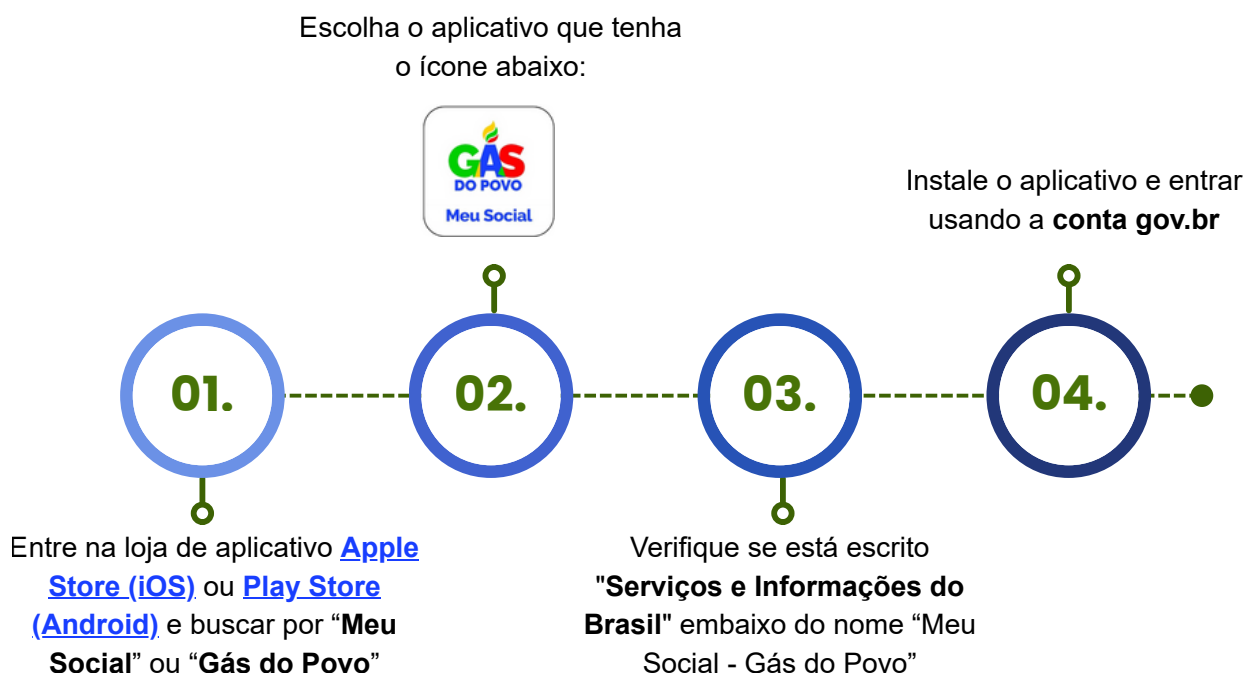 Escolha o aplicativo que tenha
o ícone abaixo:
GÁS
DO POVO
Meu Social
Instale o aplicativo e entrar
usando a conta gov.br
01.
02.
03.
04.
Entre na loja de aplicativo Apple
Store (iOS) ou Play Store
(Android) e buscar por “Meu
Social” ou “Gás do Povo”
Verifique se está escrito
"Serviços e Informações do
Brasil" embaixo do nome “Meu
Social - Gás do Povo”